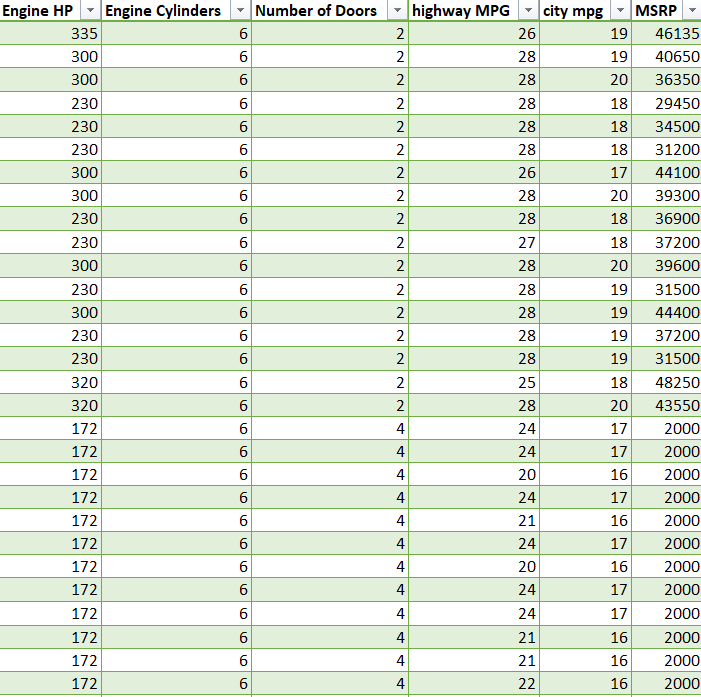 Engine HP Engine Cylinders Number of Doors highway MPG city mpg MSRP
335 6 2 26 19 46135
300 6 2 28 19 40650
300 6 2 28 20 36350
230 6 2 28 18 29450
230 6 2 28 18 34500
230 6 2 28 18 31200
300 6 2 26 17 44100
300 6 2 28 20 39300
230 6 2 28 18 36900
230 6 2 27 18 37200
300 6 2 28 20 39600
230 6 2 28 19 31500
300 6 2 28 19 44400
230 6 2 28 19 37200
230 6 2 28 19 31500
320 6 2 25 18 48250
320 6 2 28 20 43550
172 6 4 24 17 2000
172 6 4 24 17 2000
172 6 4 20 16 2000
172 6 4 24 17 2000
172 6 4 21 16 2000
172 6 4 24 17 2000
172 6 4 20 16 2000
172 6 4 24 17 2000
172 6 4 24 17 2000
172 6 4 21 16 2000
172 6 4 21 16 2000
172 6 4 22 16 2000